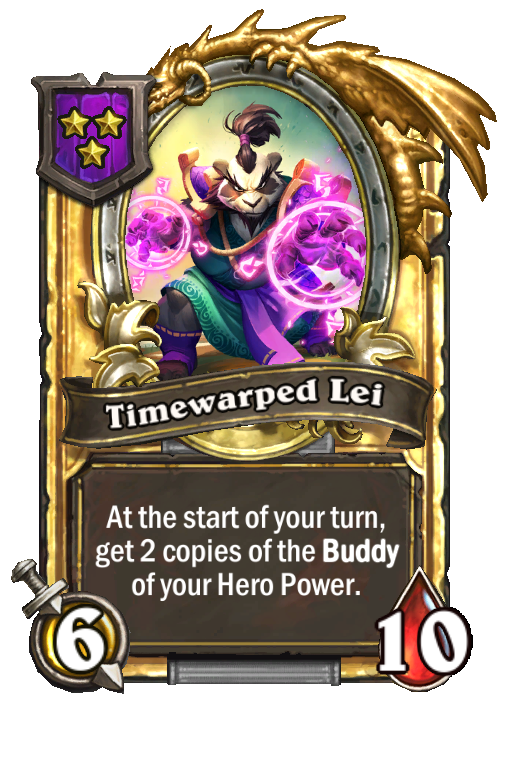 Timewarped Lei
At the start of your turn,
get 2 copies of the Buddy
of your Hero Power.
6
10